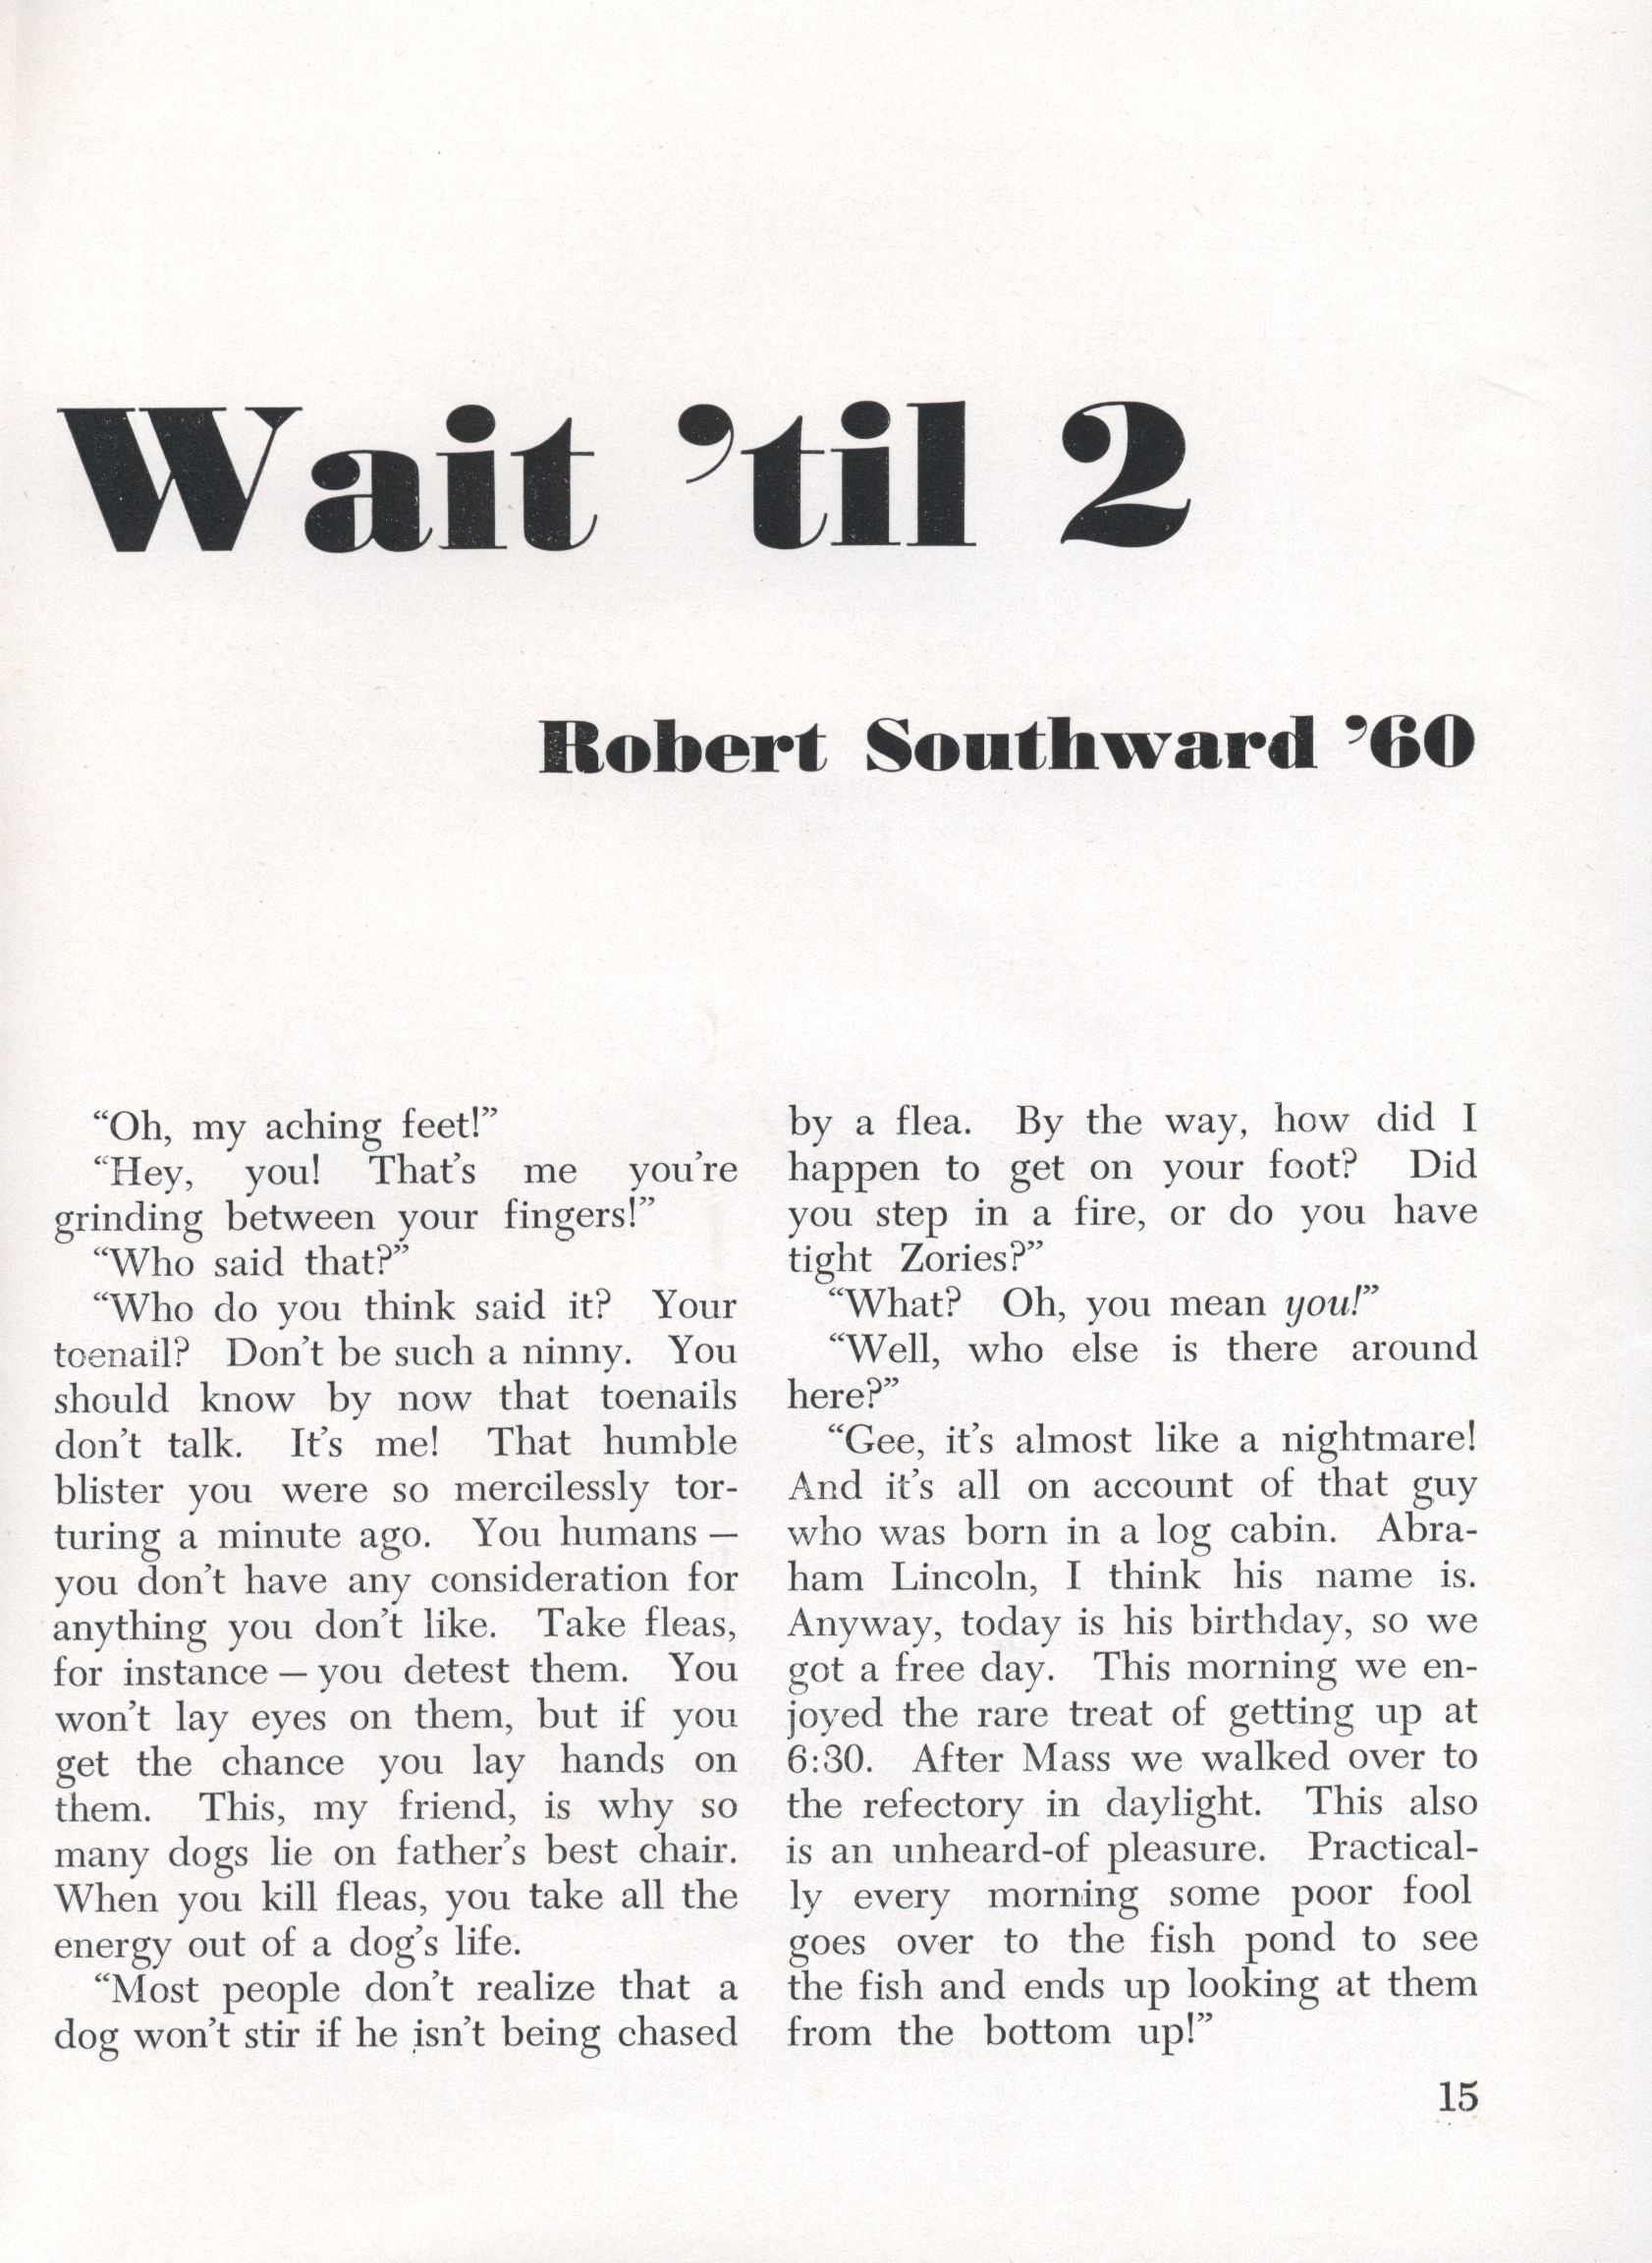 Wait ’til 2
Robert Southward ’60
“Oh, my aching feet!”
“Hey, you! That’s me you’re
grinding between your fingers!”
“Who said that?”
“Who do you think said it? Your
toenail? Don’t be such a ninny. You
should know by now that toenails
don’t talk. It’s me! That humble
blister you were so mercilessly tor-
turing a minute ago. You humans —
you don’t have any consideration for
anything you don’t like. Take fleas,
for instance — you detest them. You
won’t lay eyes on them, but if you
get the chance you lay hands on
them. This, my friend, is why so
many dogs lie on father’s best chair.
When you kill fleas, you take all the
energy out of a dog’s life.
“Most people don’t realize that a
dog won’t stir if he isn’t being chased
by a flea. By the way, how did I
happen to get on your foot? Did
you step in a fire, or do you have
tight Zories?”
“What? Oh, you mean you!”
“Well, who else is there around
here?”
“Gee, it’s almost like a nightmare!
And it’s all on account of that guy
who was born in a log cabin. Abra-
ham Lincoln, I think his name is.
Anyway, today is his birthday, so we
got a free day. This morning we en-
joyed the rare treat of getting up at
6:30. After Mass we walked over to
the refectory in daylight. This also
is an unheard-of pleasure. Practical-
ly every morning some poor fool
goes over to the fish pond to see
the fish and ends up looking at them
from the bottom up!”
15